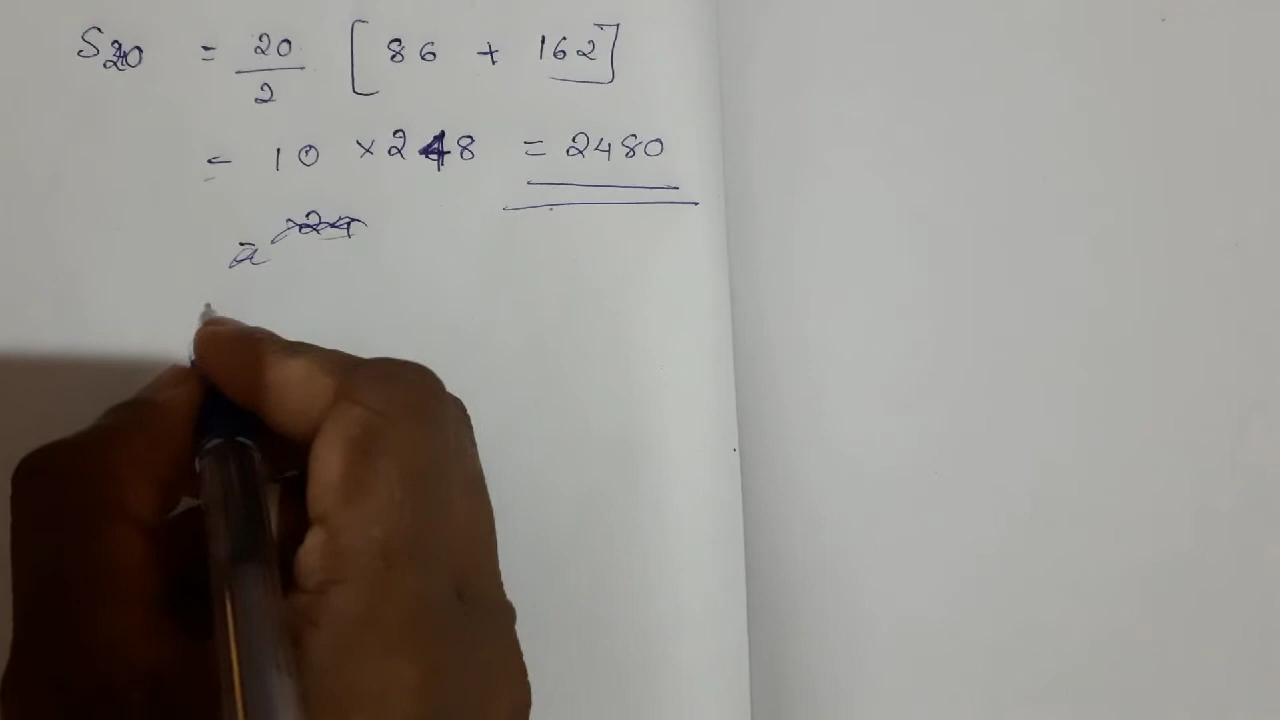 S20 = 20/2 [86 + 162]
= 10 × 248 = 2480